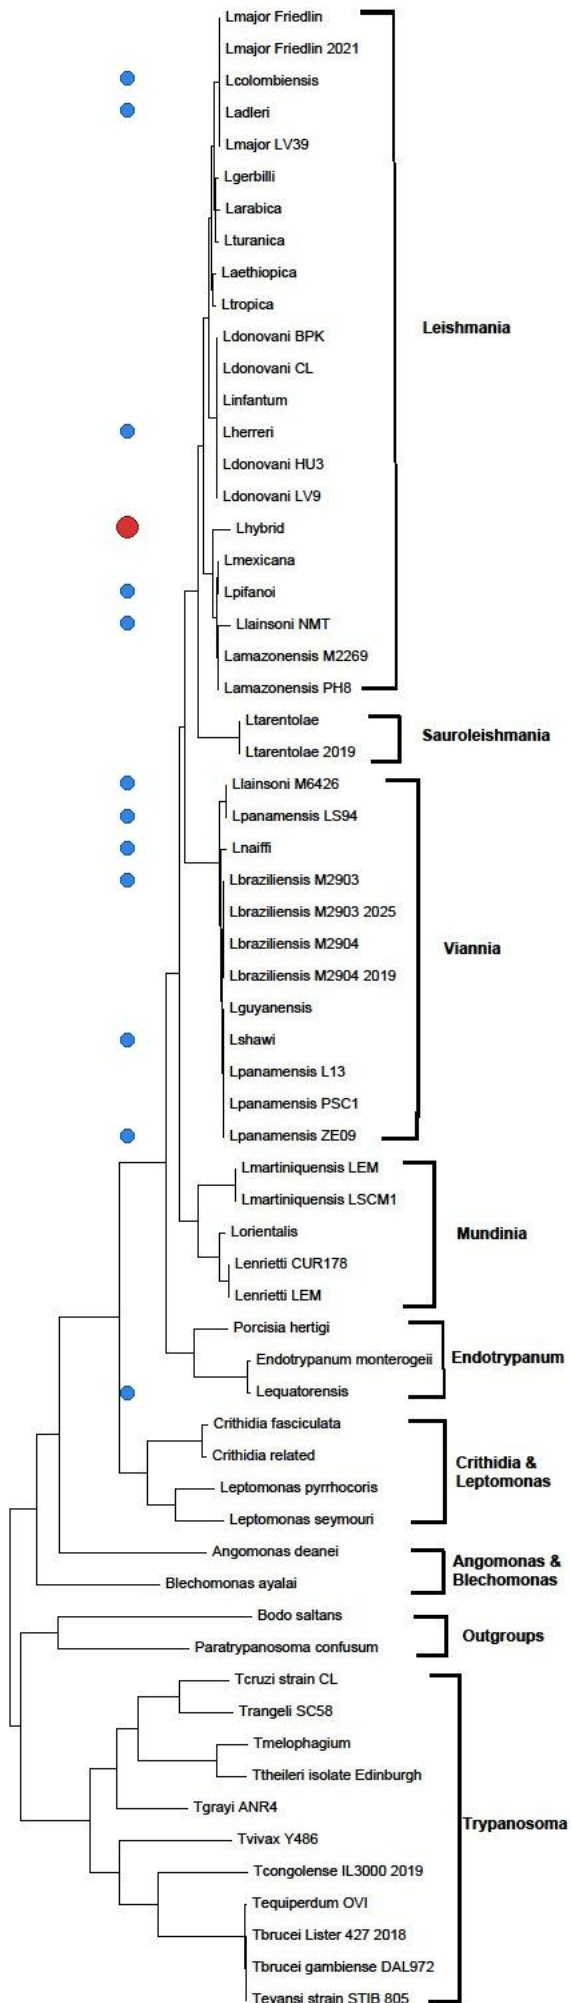 Lmajor Friedlin
Lmajor Friedlin 2021
Lcolombiensis
Ladleri
Lmajor LV39
Lgerbilli
Larabica
Lturanica
Laethiopica
Ltropica
Leishmania
Ldonovani BPK
Ldonovani CL
Linfantum
Lherreri
Ldonovani HU3
Ldonovani LV9
Lhybrid
Lmexicana
Lpifanoi
Llainsoni NMT
Lamazonensis M2269
Lamazonensis PH8
Ltarentolae
Sauroleishmania
Ltarentolae 2019
Llainsoni M6426
Lpanamensis LS94
Lnaiffi
Lbraziliensis M2903
Lbraziliensis M2903 2025
Lbraziliensis M2904
Viannia
Lbraziliensis M2904 2019
Lguyanensis
Lshawi
Lpanamensis L13
Lpanamensis PSC1
Lpanamensis ZE09
Lmartiniquensis LEM
Lmartiniquensis LSCM1
Lorientalis
Mundinia
Lenrietti CUR178
Lenrietti LEM
Porcisia hertigi
Endotrypanum monterogeii
Endotrypanum
Lequatorensis
Crithidia fasciculata
Crithidia related
Crithidia &
Leptomonas
Leptomonas pyrrhocoris
Leptomonas seymouri
Angomonas deanei
Angomonas &
Blechomonas
Blechomonas ayalai
Bodo saltans
Outgroups
Paratrypanosoma confusum
Tcruzi strain CL
Trangeli SC58
Tmelophagium
Ttheileri isolate Edinburgh
Tgrayi ANR4
Trypanosoma
Tvivax Y486
Tcongolense IL3000 2019
Tequiperdum OVI
Tbrucei Lister 427 2018
Tbrucei gambiense DAL972
Tevansi strain STIB 805